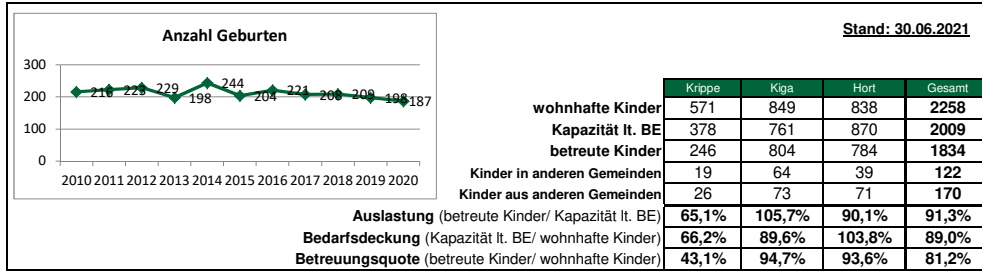 Anzahl Geburten
Stand: 30.06.2021
300
200
100
0
216 223 229 198 244 204 221 208 209 198 187
2010 2011 2012 2013 2014 2015 2016 2017 2018 2019 2020
Krippe Kiga Hort Gesamt
wohnhafte Kinder 571 849 838 2258
Kapazität lt. BE 378 761 870 2009
betreute Kinder 246 804 784 1834
Kinder in anderen Gemeinden 19 64 39 122
Kinder aus anderen Gemeinden 26 73 71 170
Auslastung (betreute Kinder/ Kapazität lt. BE) 65,1% 105,7% 90,1% 91,3%
Bedarfsdeckung (Kapazität lt. BE/ wohnhafte Kinder) 66,2% 89,6% 103,8% 89,0%
Betreuungsquote (betreute Kinder/ wohnhafte Kinder) 43,1% 94,7% 93,6% 81,2%